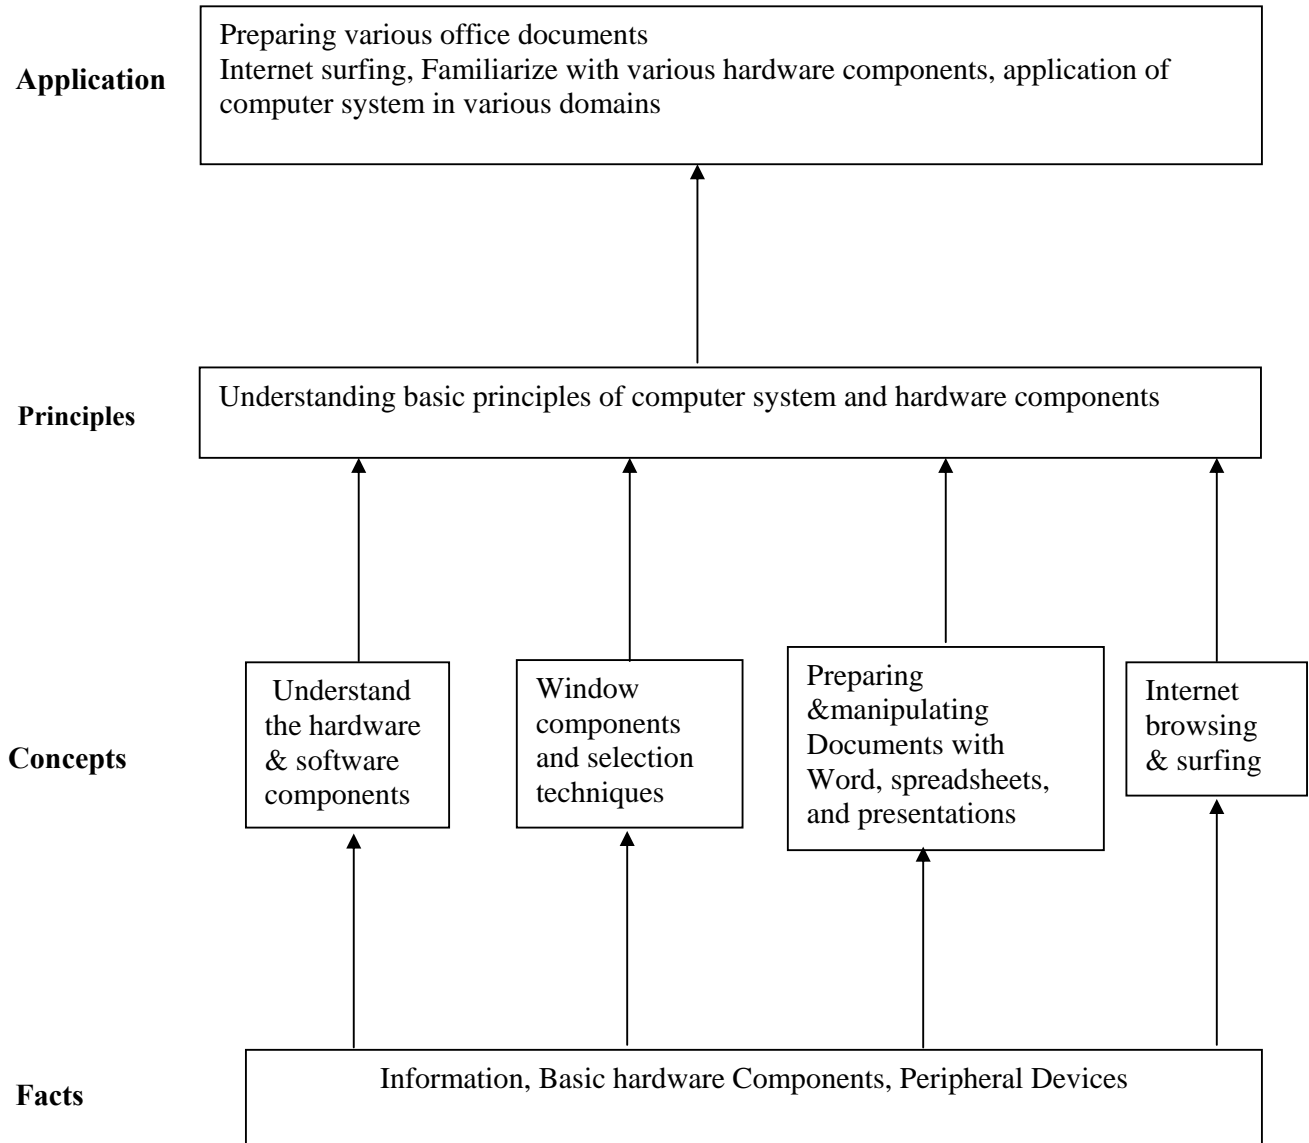 Application
Preparing various office documents
Internet surfing, Familiarize with various hardware components, application of
computer system in various domains
Principles
Understanding basic principles of computer system and hardware components
Concepts
Understand
the hardware
& software
components
Window
components
and selection
techniques
Preparing
&manipulating
Documents with
Word, spreadsheets,
and presentations
Internet
browsing
& surfing
Facts
Information, Basic hardware Components, Peripheral Devices